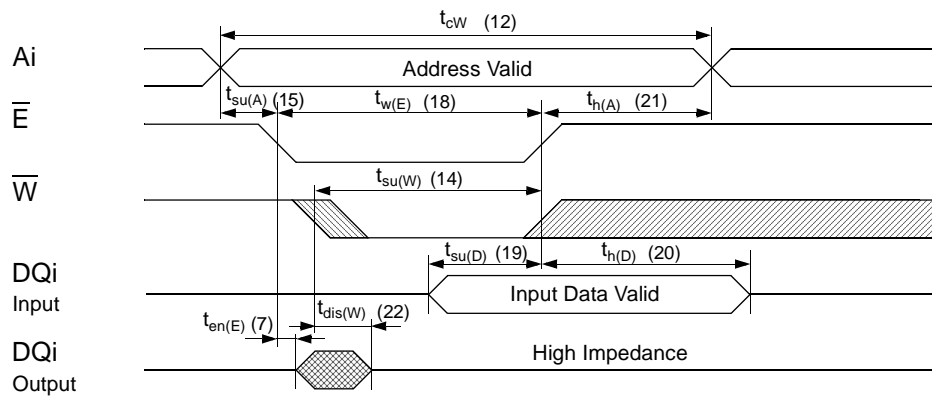 t_cW (12)
Ai
Address Valid
t_su(A) (15) t_w(E) (18) t_h(A) (21)
E̅
t_su(W) (14)
W̅
t_su(D) (19) t_h(D) (20)
DQi
Input
Input Data Valid
t_en(E) (7) t_dis(W) (22)
DQi
Output
High Impedance